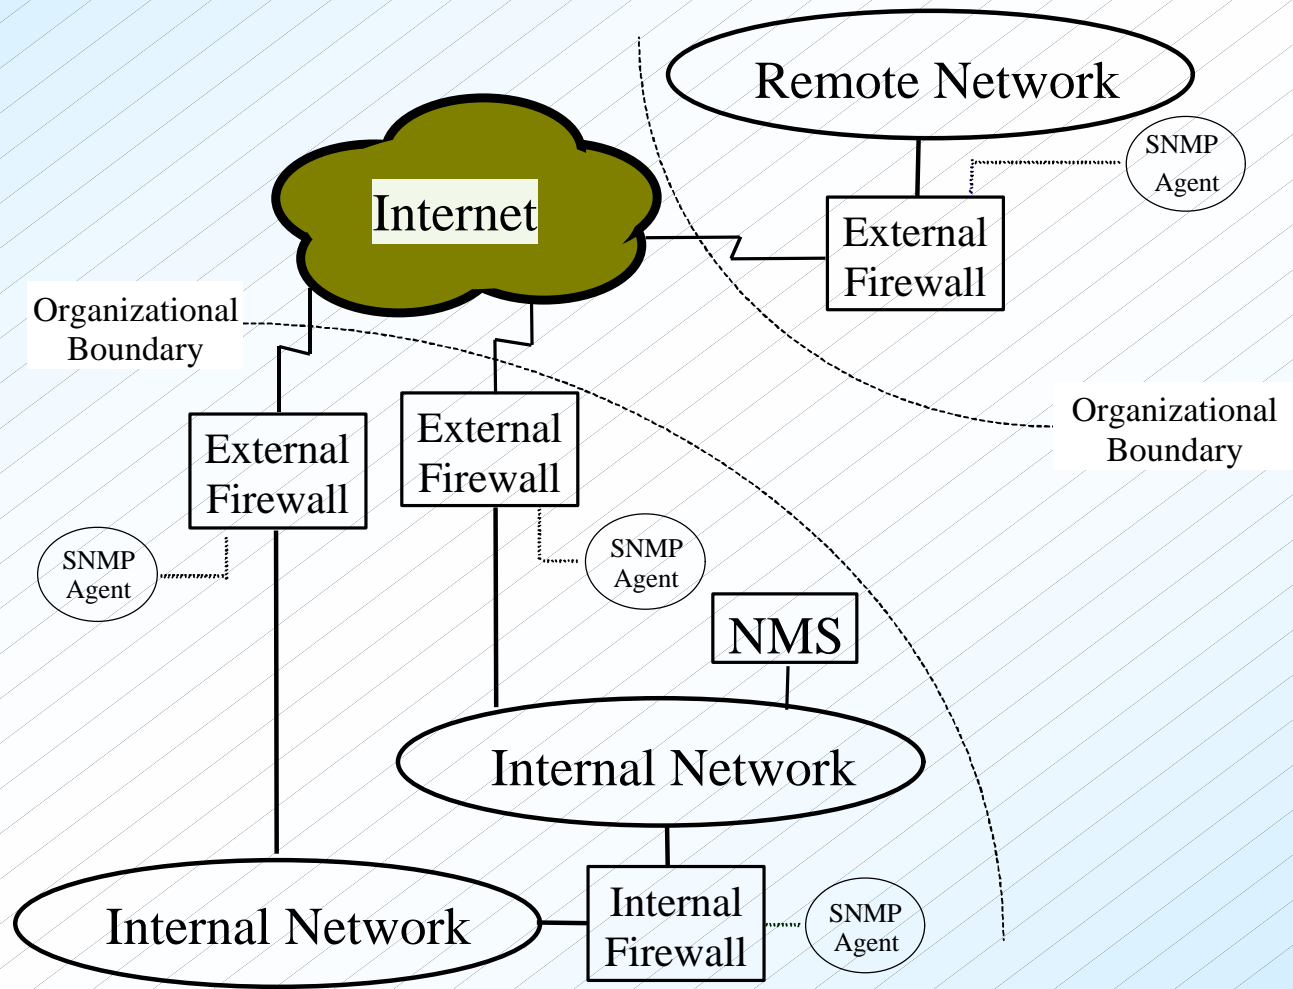 Remote Network
SNMP
Agent
Internet
External
Firewall
Organizational
Boundary
Organizational
Boundary
External
Firewall
External
Firewall
SNMP
Agent
SNMP
Agent
NMS
Internal Network
Internal Network
Internal
Firewall
SNMP
Agent